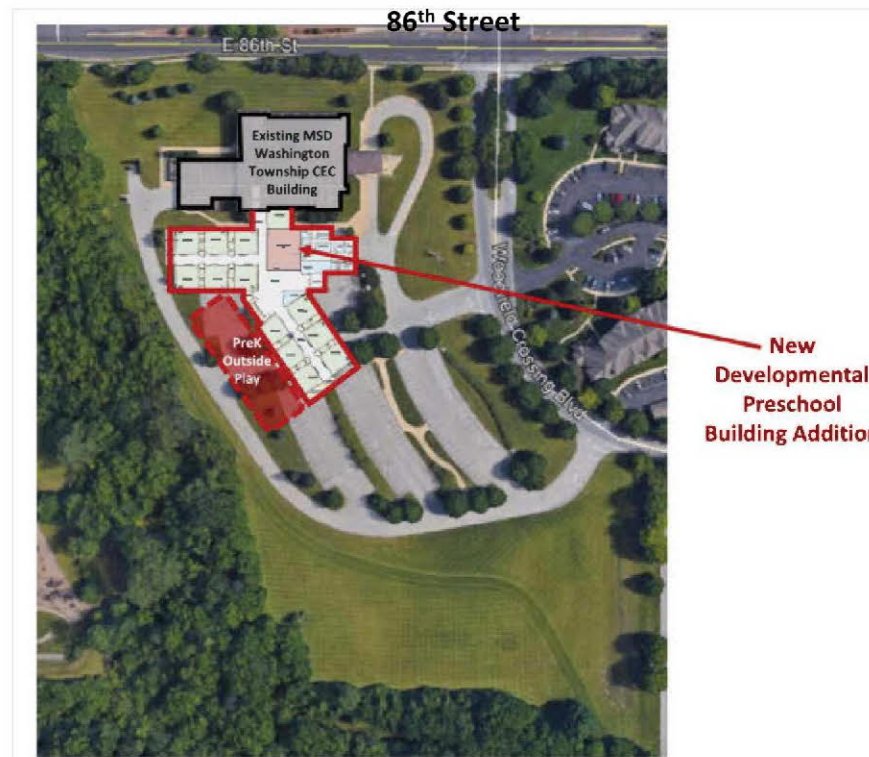 86th Street
E 86th St
Existing MSD
Washington
Township CEC
Building
PreK
Outside
Play
Crossing Blvd
New
Developmental
Preschool
Building Addition